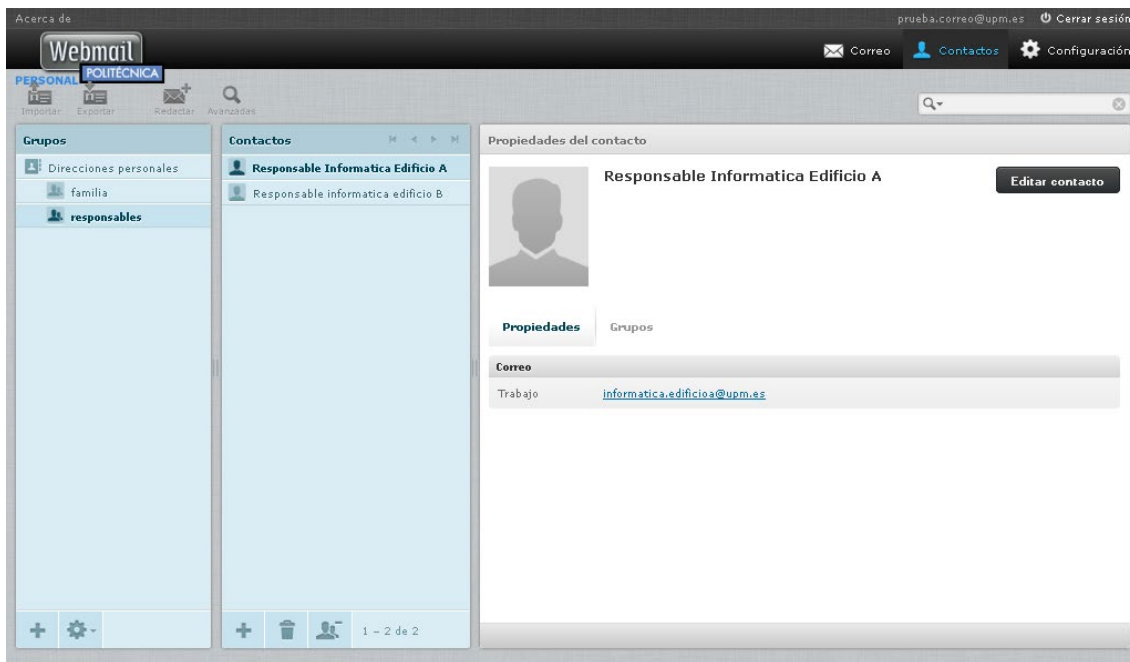 Acerca de
prueba.correo@upm.es Cerrar sesión
Webmail
POLITÉCNICA
PERSONAL
Correo Contactos Configuración
Importar Exportar Redactar Avanzadas
Grupos
Direcciones personales
familia
responsables
Contactos
Responsable Informatica Edificio A
Responsable informatica edificio B
1 – 2 de 2
Propiedades del contacto
Responsable Informatica Edificio A
Editar contacto
Propiedades Grupos
Correo
Trabajo informatica.edificioa@upm.es